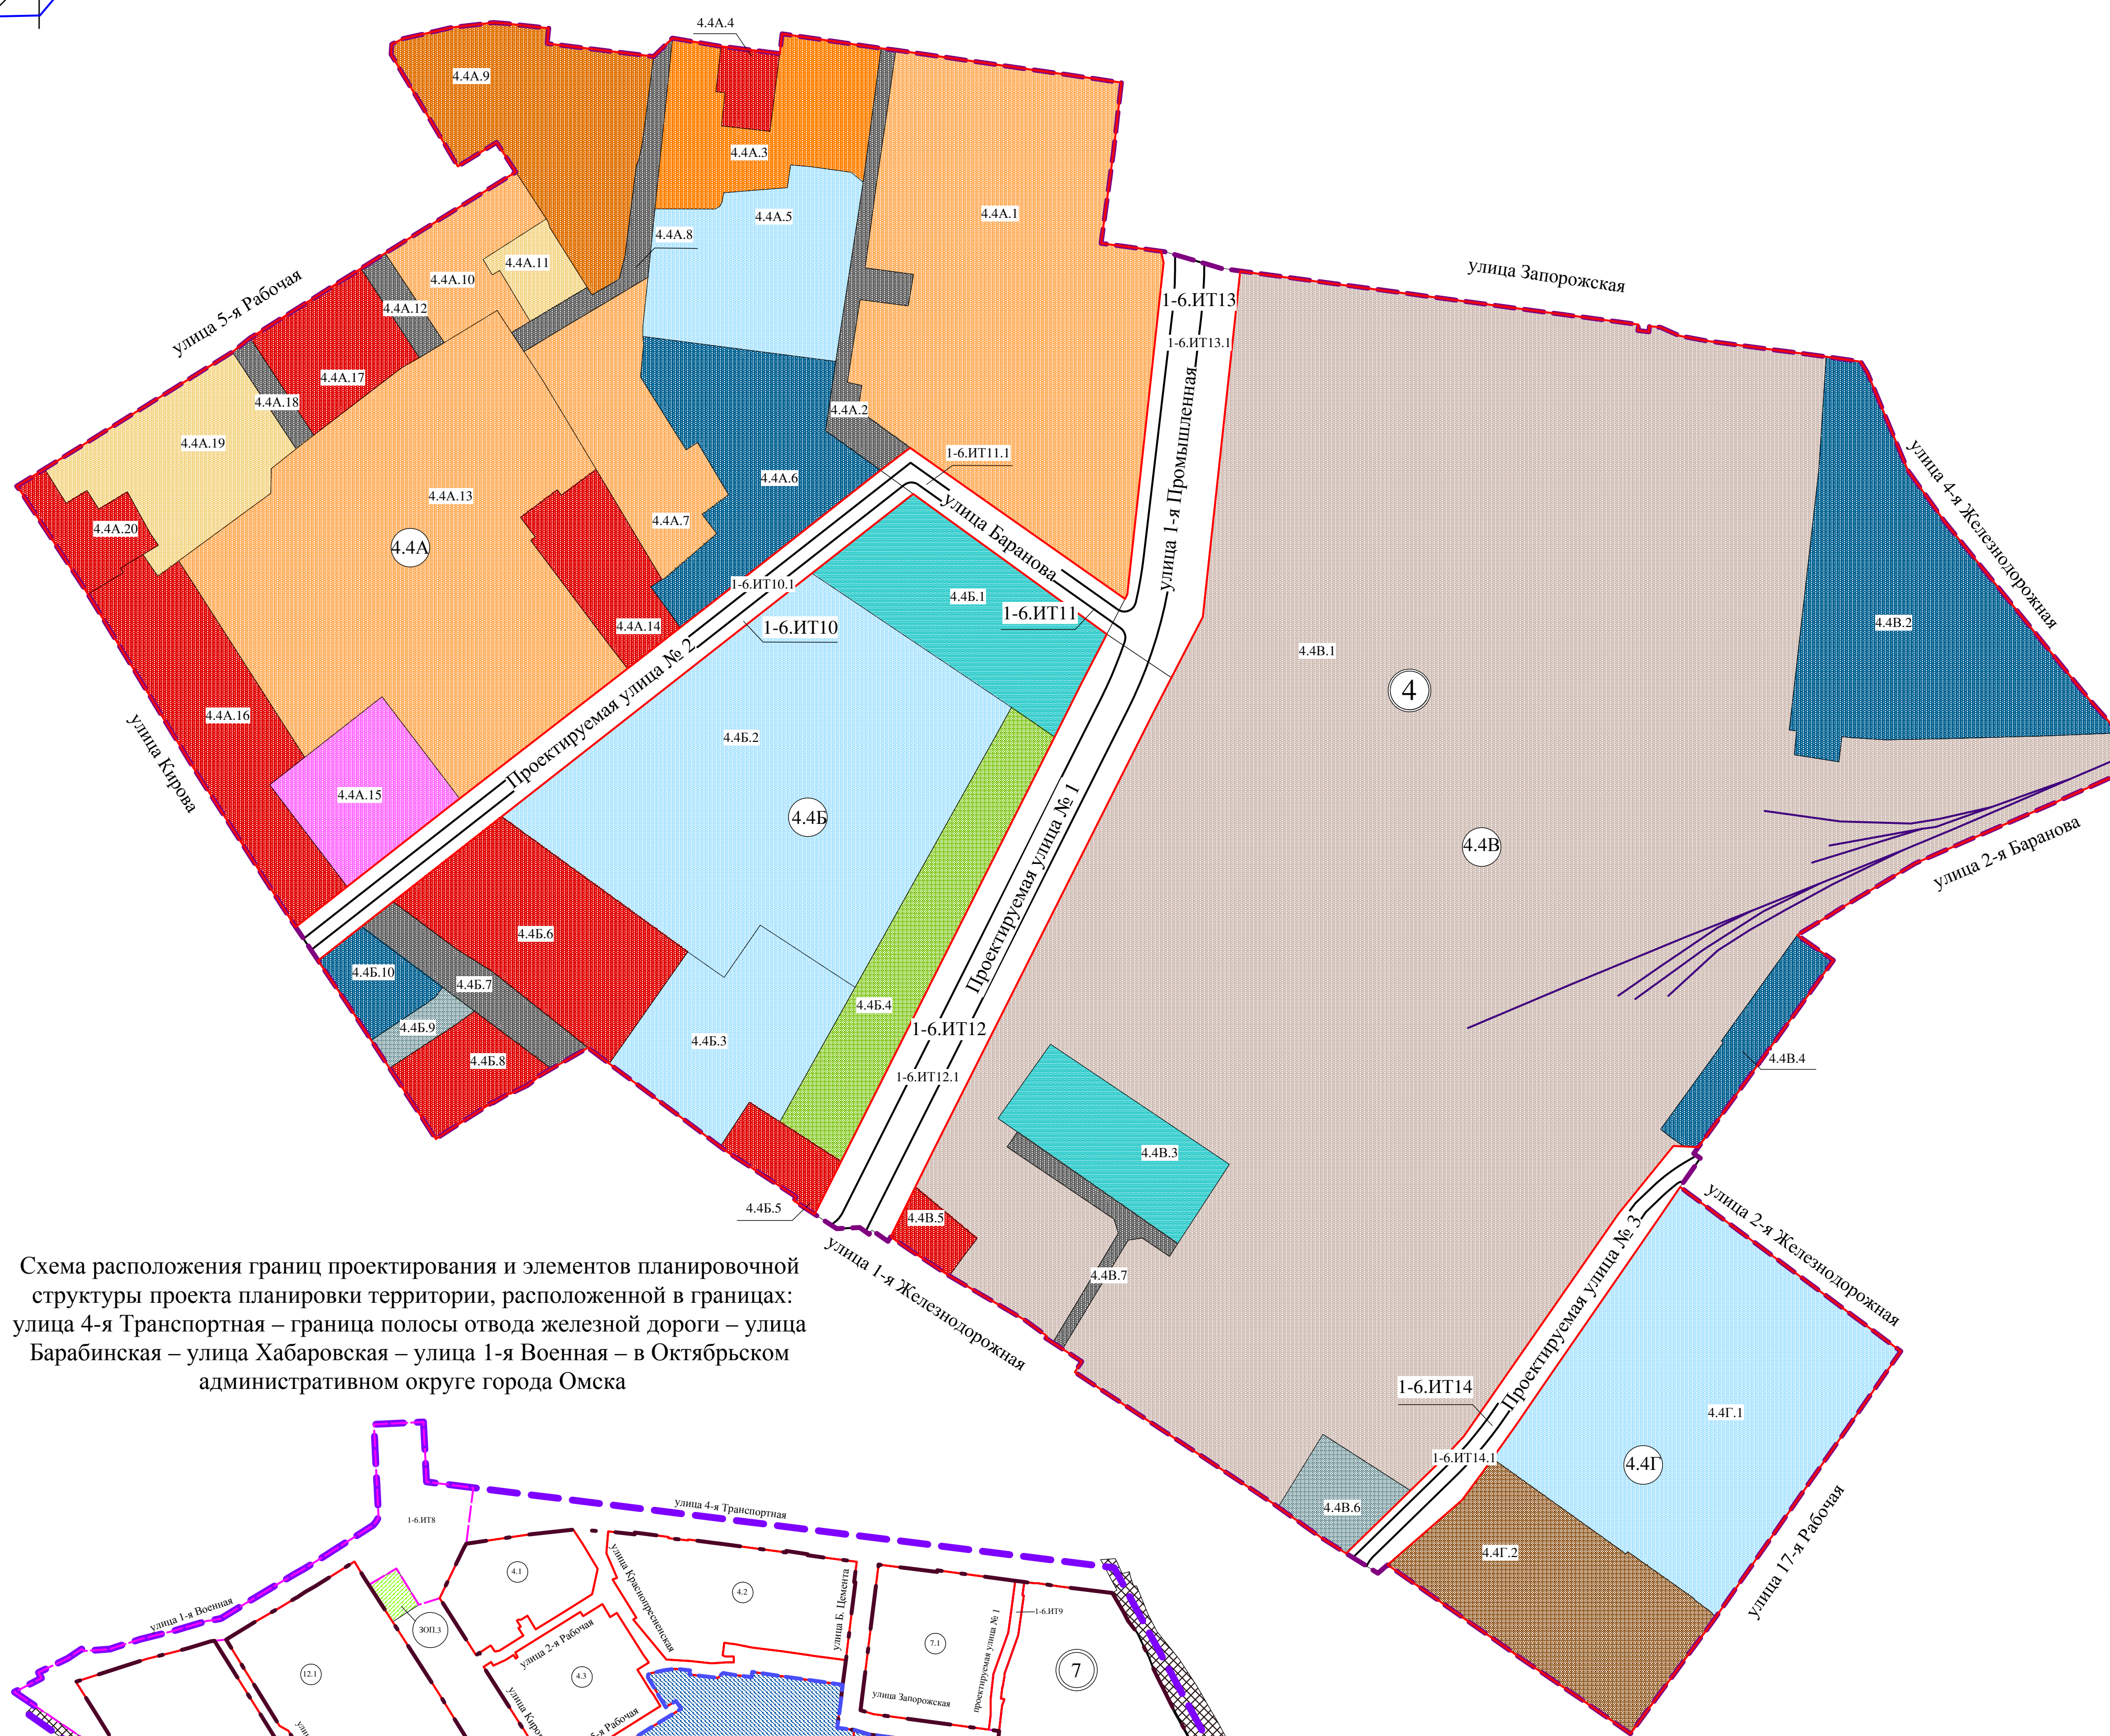 4.4А.4
4.4А.9
4.4А.3
4.4А.5
4.4А.1
4.4А.8
4.4А.11
4.4А.10
4.4А.12
улица 5-я Рабочая
улица Запорожская
1-6.ИТ13
1-6.ИТ13.1
4.4А.17
4.4А.18
4.4А.2
4.4А.19
1-6.ИТ11.1
4.4А.6
4.4А.13
4.4А.7
4.4А.20
4.4А
улица Баранова
улица 1-я Промышленная
улица 4-я Железнодорожная
1-6.ИТ10.1
4.4Б.1
1-6.ИТ11
4.4А.14
1-6.ИТ10
4.4В.2
4.4В.1
4
4.4А.16
Проектируемая улица № 2
4.4Б.2
улица Кирова
4.4А.15
4.4Б
Проектируемая улица № 1
4.4В
улица 2-я Баранова
4.4Б.6
4.4Б.10
4.4Б.7
4.4Б.9
4.4Б.4
4.4Б.3
1-6.ИТ12
4.4Б.8
1-6.ИТ12.1
4.4В.4
4.4В.3
4.4Б.5
4.4В.5
улица 1-я Железнодорожная
4.4В.7
улица 2-я Железнодорожная
Проектируемая улица № 3
1-6.ИТ14
4.4Г.1
1-6.ИТ14.1
4.4Г
4.4В.6
4.4Г.2
улица 17-я Рабочая
Схема расположения границ проектирования и элементов планировочной
структуры проекта планировки территории, расположенной в границах:
улица 4-я Транспортная – граница полосы отвода железной дороги – улица
Барабинская – улица Хабаровская – улица 1-я Военная – в Октябрьском
административном округе города Омска
1-6.ИТ8
улица 4-я Транспортная
4.1
улица Краснопресненская
4.2
улица Б. Цемента
улица 1-я Военная
ЗОП.3
1-6.ИТ9
улица 2-я Рабочая
7.1
проектируемая улица № 1
12.1
4.3
7
улица Запорожская